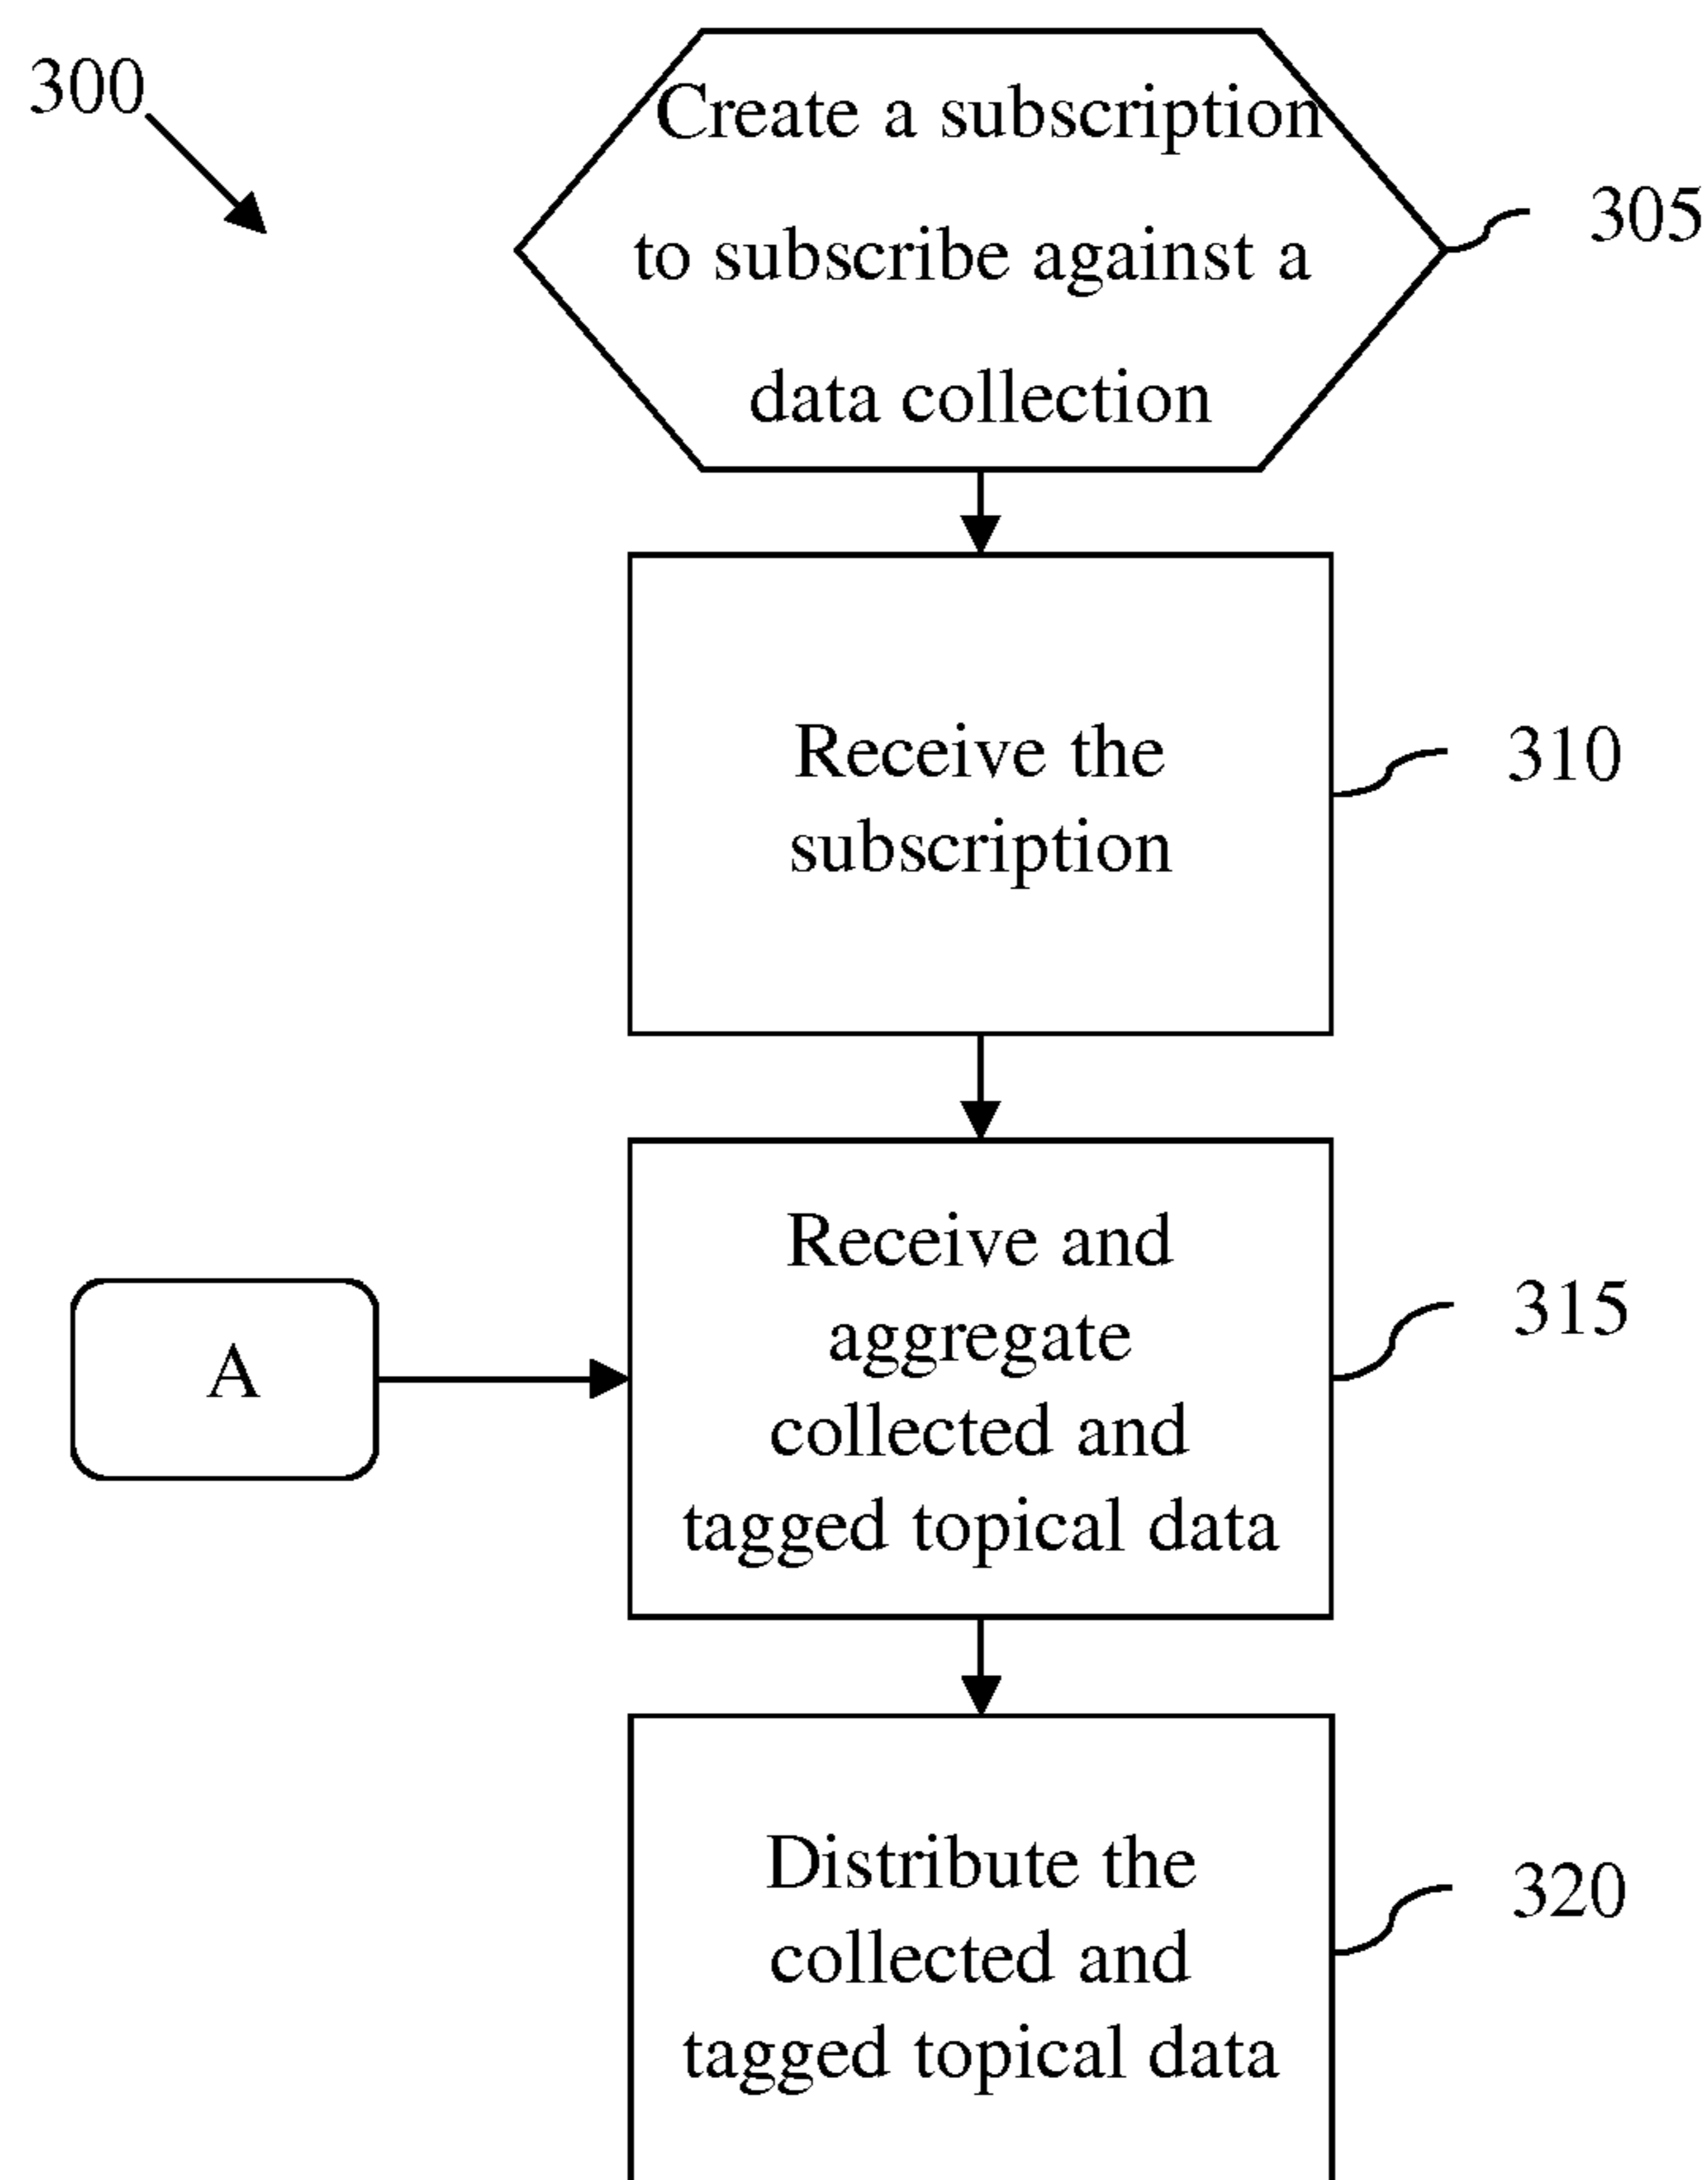 300
Create a subscription
to subscribe against a
data collection
305
Receive the
subscription
310
Receive and
aggregate
collected and
tagged topical data
315
A
Distribute the
collected and
tagged topical data
320